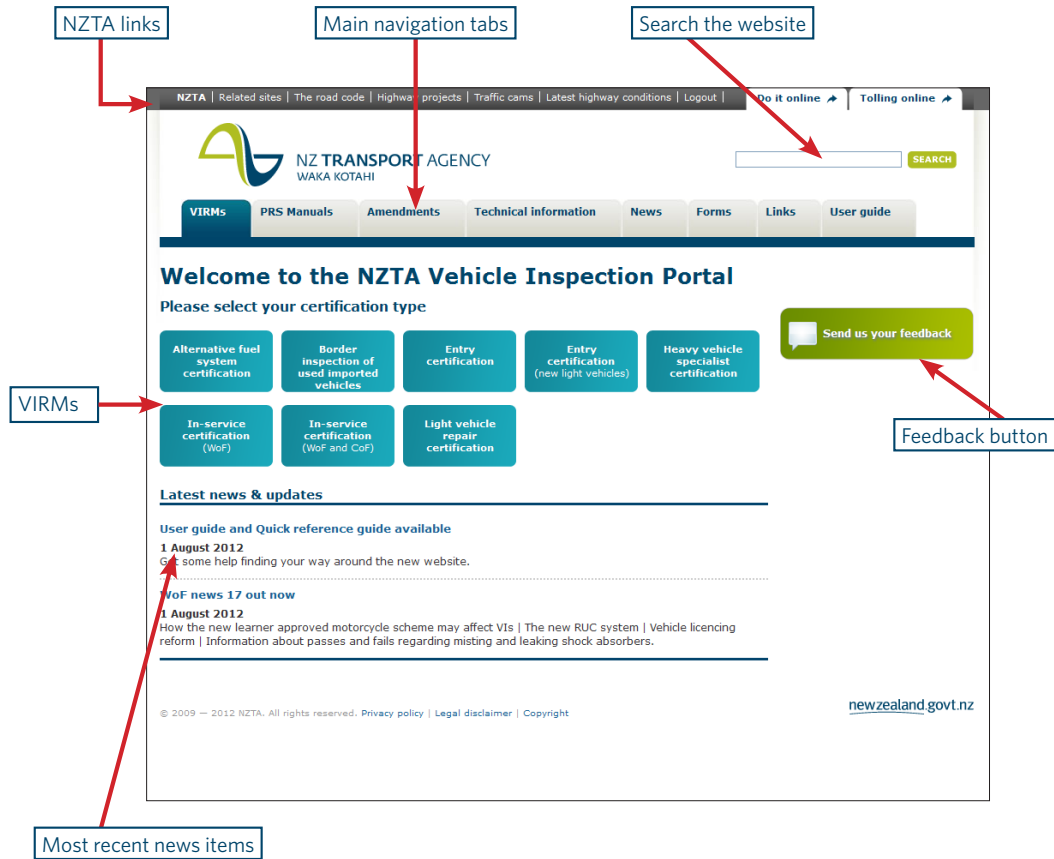 NZTA links
Main navigation tabs
Search the website
NZTA | Related sites | The road code | Highway projects | Traffic cams | Latest highway conditions | Logout |
Do it online
Tolling online
NZ TRANSPORT AGENCY
WAKA KOTAHI
SEARCH
VIRMs
PRS Manuals
Amendments
Technical information
News
Forms
Links
User guide
Welcome to the NZTA Vehicle Inspection Portal
Please select your certification type
Send us your feedback
Alternative fuel
system
certification
Border
inspection of
used imported
vehicles
Entry
certification
Entry
certification
(new light vehicles)
Heavy vehicle
specialist
certification
VIRMs
In-service
certification
(WoF)
In-service
certification
(WoF and CoF)
Light vehicle
repair
certification
Feedback button
Latest news & updates
User guide and Quick reference guide available
1 August 2012
Get some help finding your way around the new website.
WoF news 17 out now
1 August 2012
How the new learner approved motorcycle scheme may affect VIs | The new RUC system | Vehicle licencing
reform | Information about passes and fails regarding misting and leaking shock absorbers.
© 2009 — 2012 NZTA. All rights reserved. Privacy policy | Legal disclaimer | Copyright
newzealand.govt.nz
Most recent news items